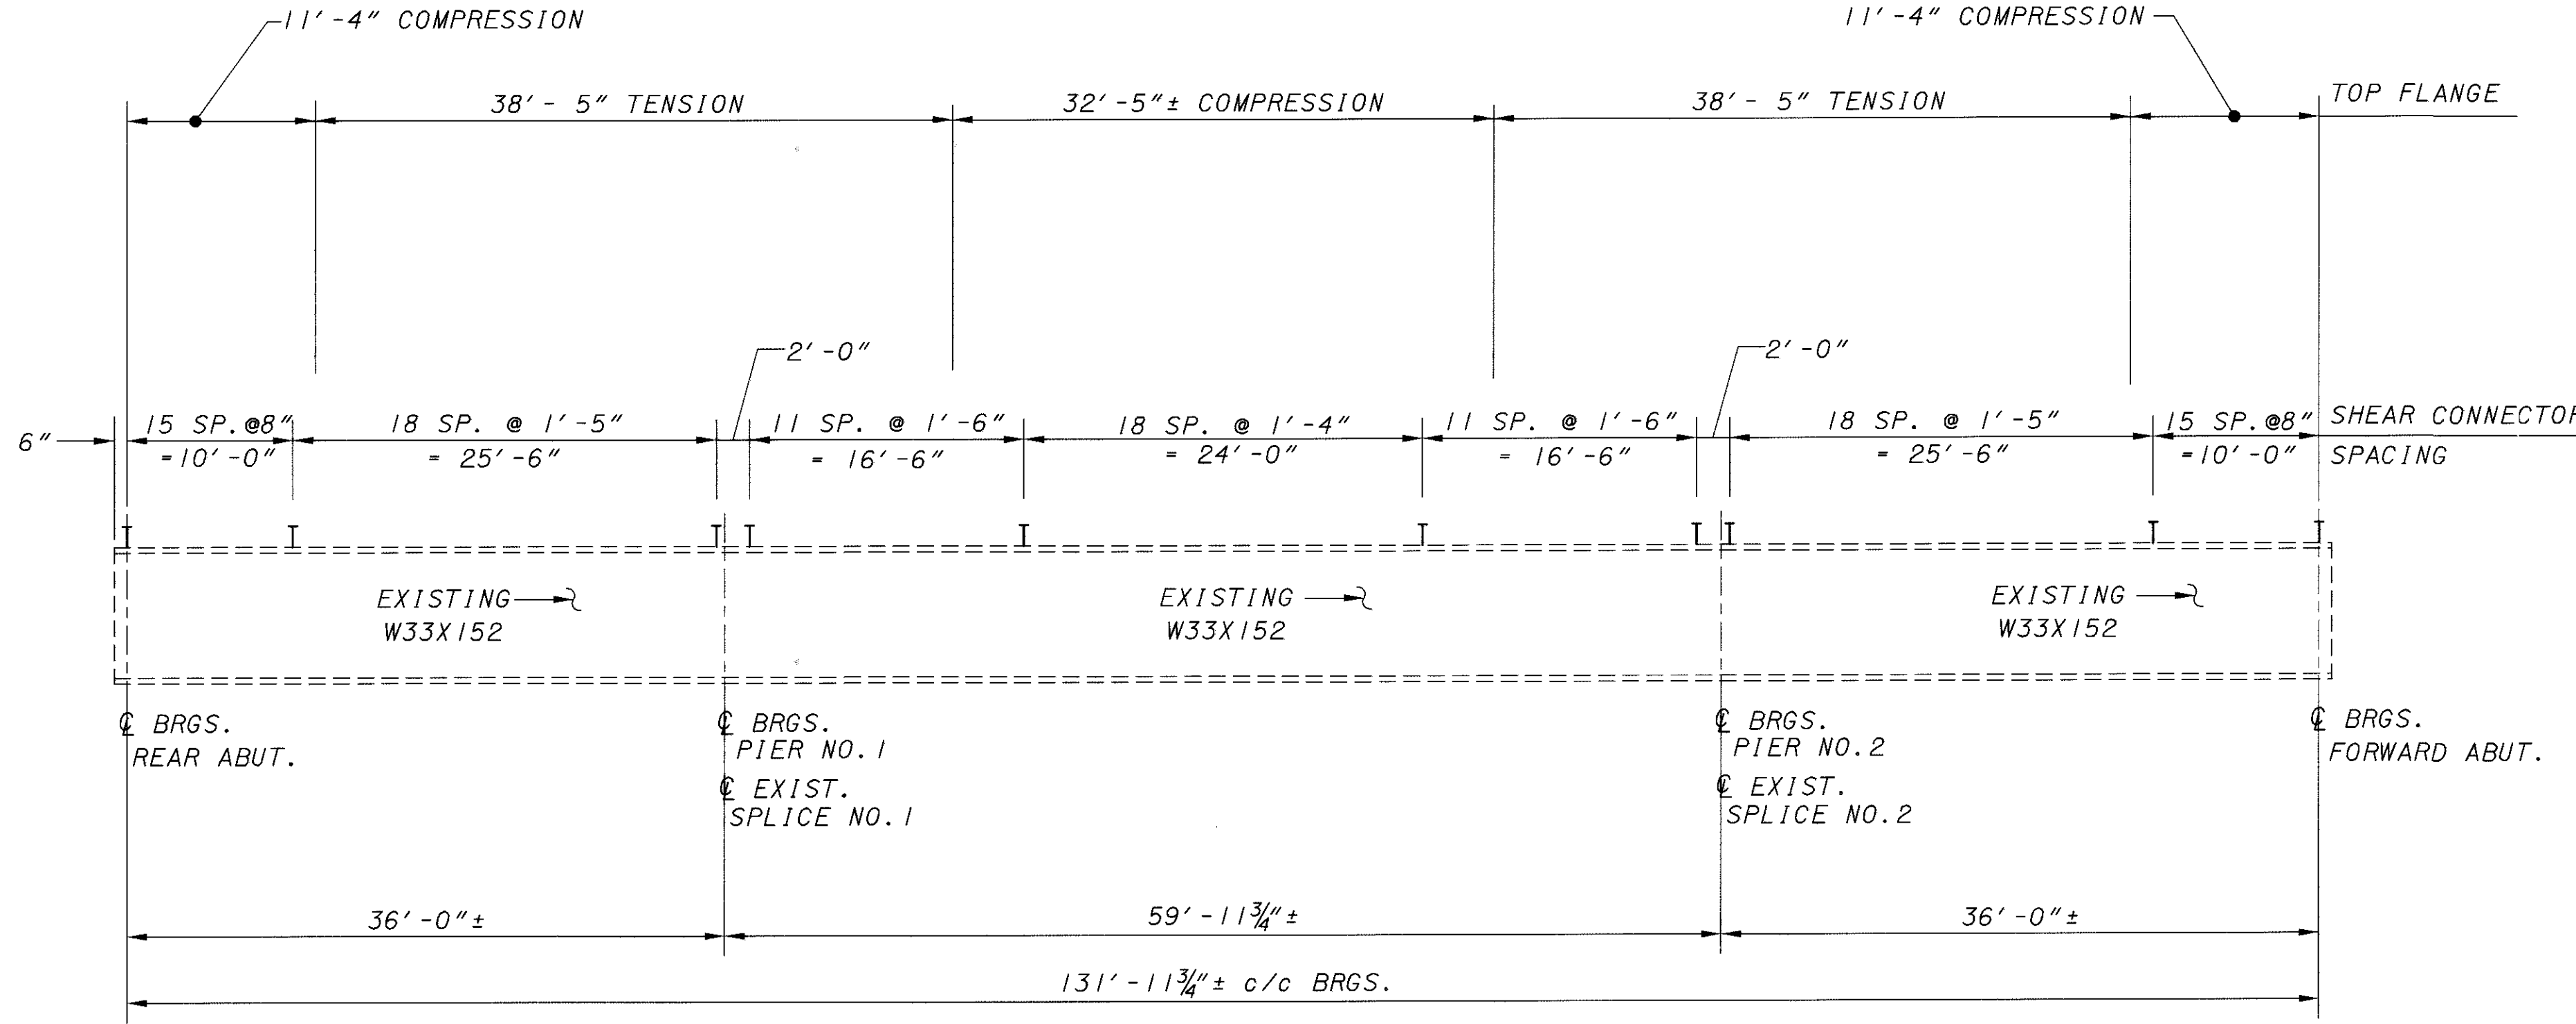 11'-4" COMPRESSION
11'-4" COMPRESSION
38'- 5" TENSION
32'-5"± COMPRESSION
38'- 5" TENSION
TOP FLANGE
2'-0"
2'-0"
6"
15 SP.@8"
=10'-0"
18 SP. @ 1'-5"
= 25'-6"
11 SP. @ 1'-6"
= 16'-6"
18 SP. @ 1'-4"
= 24'-0"
11 SP. @ 1'-6"
= 16'-6"
18 SP. @ 1'-5"
= 25'-6"
15 SP.@8"
=10'-0"
SHEAR CONNECTOR
SPACING
EXISTING
W33X152
EXISTING
W33X152
EXISTING
W33X152
℄ BRGS.
REAR ABUT.
℄ BRGS.
PIER NO.1
℄ EXIST.
SPLICE NO.1
℄ BRGS.
PIER NO.2
℄ EXIST.
SPLICE NO.2
℄ BRGS.
FORWARD ABUT.
36'-0"±
59'-11¾"±
36'-0"±
131'-11¾"± c/c BRGS.